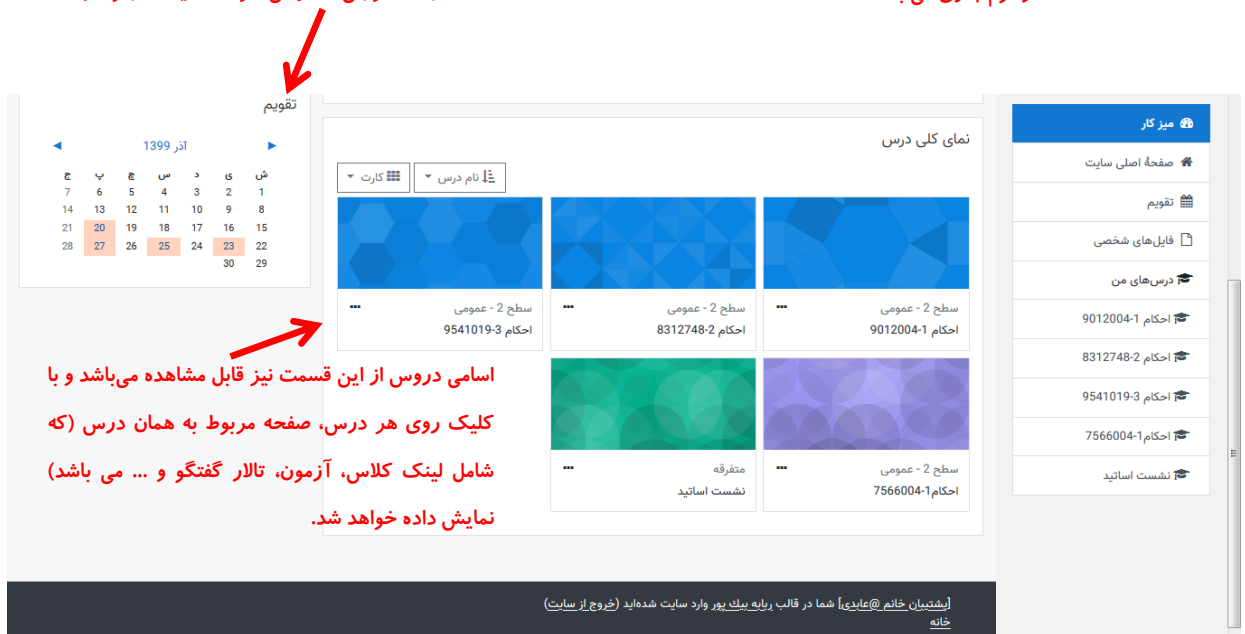 میز کار
صفحهٔ اصلی سایت
تقویم
فایل‌های شخصی
درس‌های من
احکام 1-9012004
احکام 2-8312748
احکام 3-9541019
احکام1-7566004
نشست اساتید
نمای کلی درس
نام درس
کارت
سطح 2 - عمومی
احکام 1-9012004
سطح 2 - عمومی
احکام 2-8312748
سطح 2 - عمومی
احکام 3-9541019
سطح 2 - عمومی
احکام1-7566004
متفرقه
نشست اساتید
تقویم
آذر 1399
ش ی د س چ پ ج
1 2 3 4 5 6 7
8 9 10 11 12 13 14
15 16 17 18 19 20 21
22 23 24 25 26 27 28
29 30
اسامی دروس از این قسمت نیز قابل مشاهده می‌باشد و با
کلیک روی هر درس، صفحه مربوط به همان درس (که
شامل لینک کلاس، آزمون، تالار گفتگو و ... می باشد)
نمایش داده خواهد شد.
[پشتیبان خانم @عابدی] شما در قالب ربابه بیك پور وارد سایت شده‌اید (خروج از سایت)
خانه